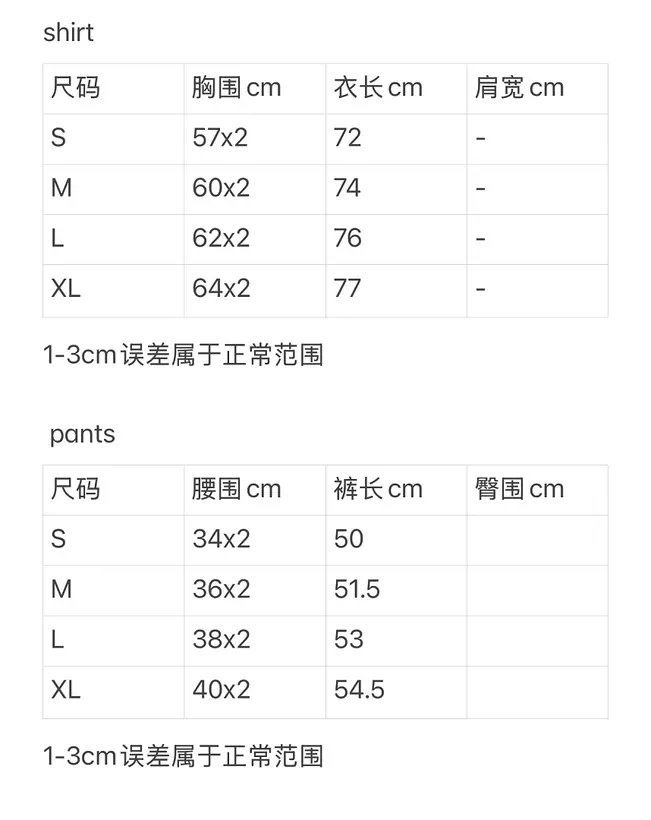 shirt
尺码 胸围cm 衣长cm 肩宽cm
S 57x2 72 -
M 60x2 74 -
L 62x2 76 -
XL 64x2 77 -
1-3cm误差属于正常范围
pants
尺码 腰围cm 裤长cm 臀围cm
S 34x2 50
M 36x2 51.5
L 38x2 53
XL 40x2 54.5
1-3cm误差属于正常范围